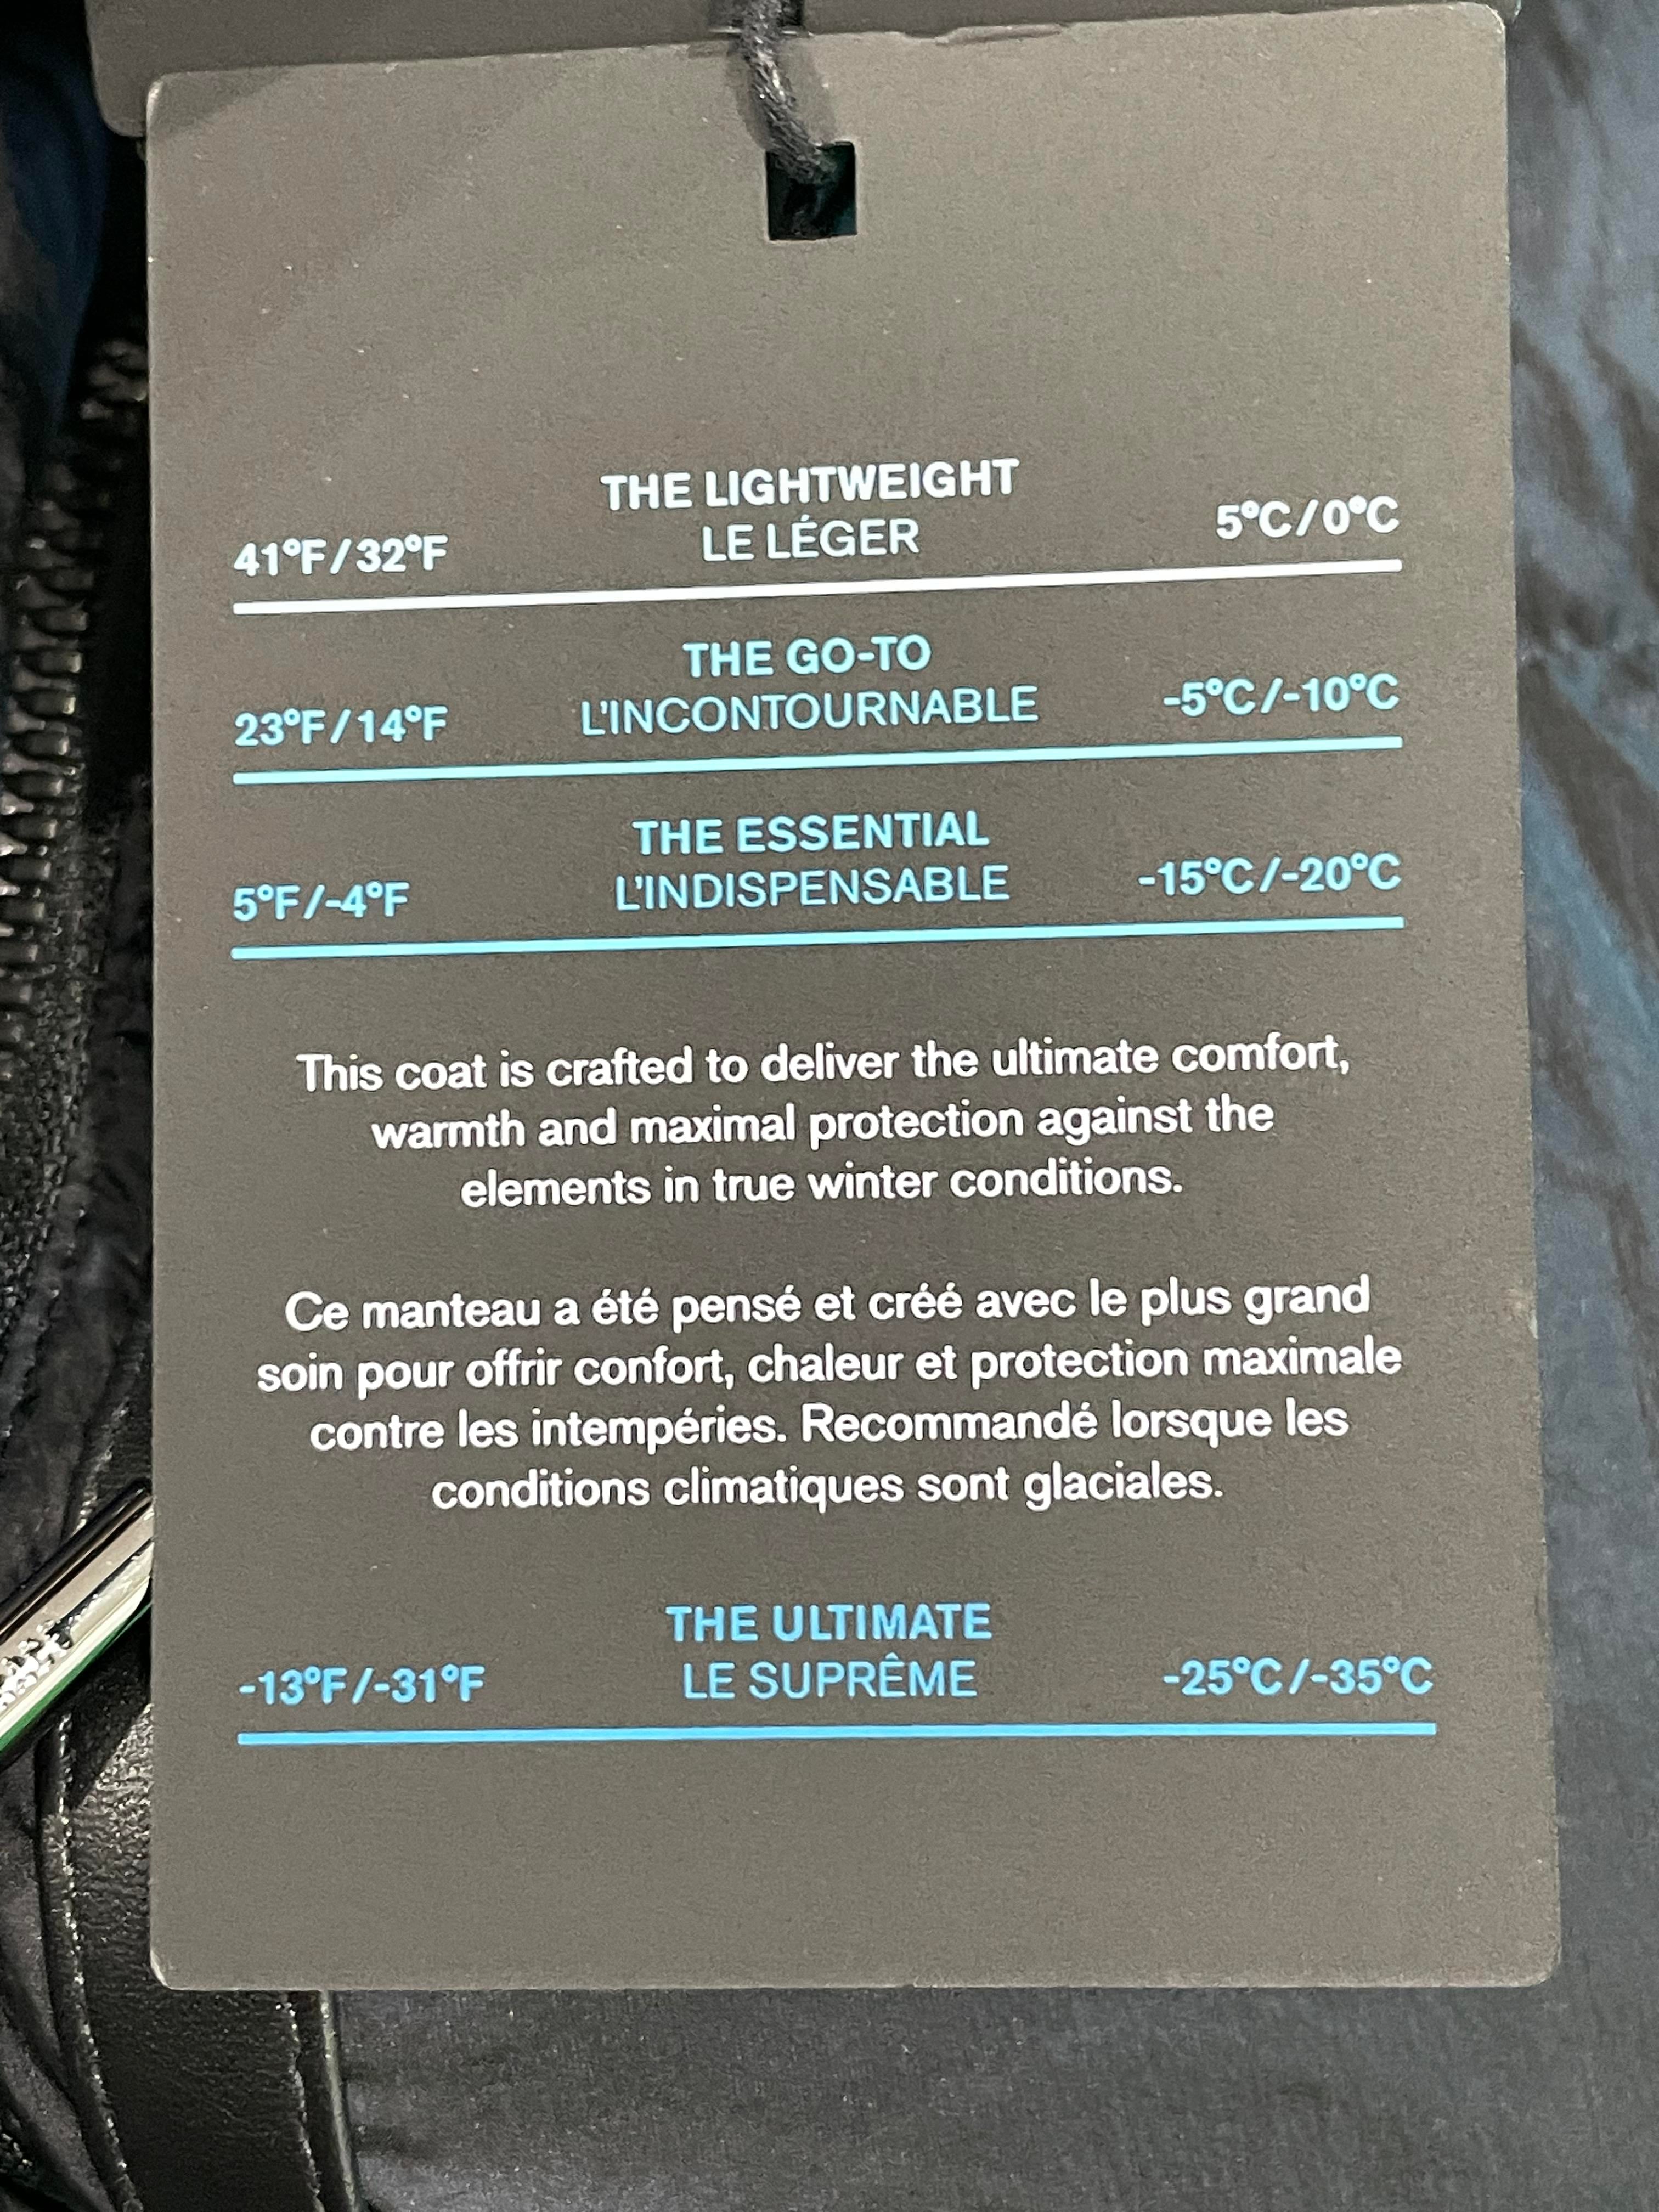 THE LIGHTWEIGHT
41°F/32°F LE LÉGER 5°C/0°C
THE GO-TO
23°F/14°F L'INCONTOURNABLE -5°C/-10°C
THE ESSENTIAL
5°F/-4°F L'INDISPENSABLE -15°C/-20°C
This coat is crafted to deliver the ultimate comfort,
warmth and maximal protection against the
elements in true winter conditions.
Ce manteau a été pensé et créé avec le plus grand
soin pour offrir confort, chaleur et protection maximale
contre les intempéries. Recommandé lorsque les
conditions climatiques sont glaciales.
THE ULTIMATE
-13°F/-31°F LE SUPRÊME -25°C/-35°C